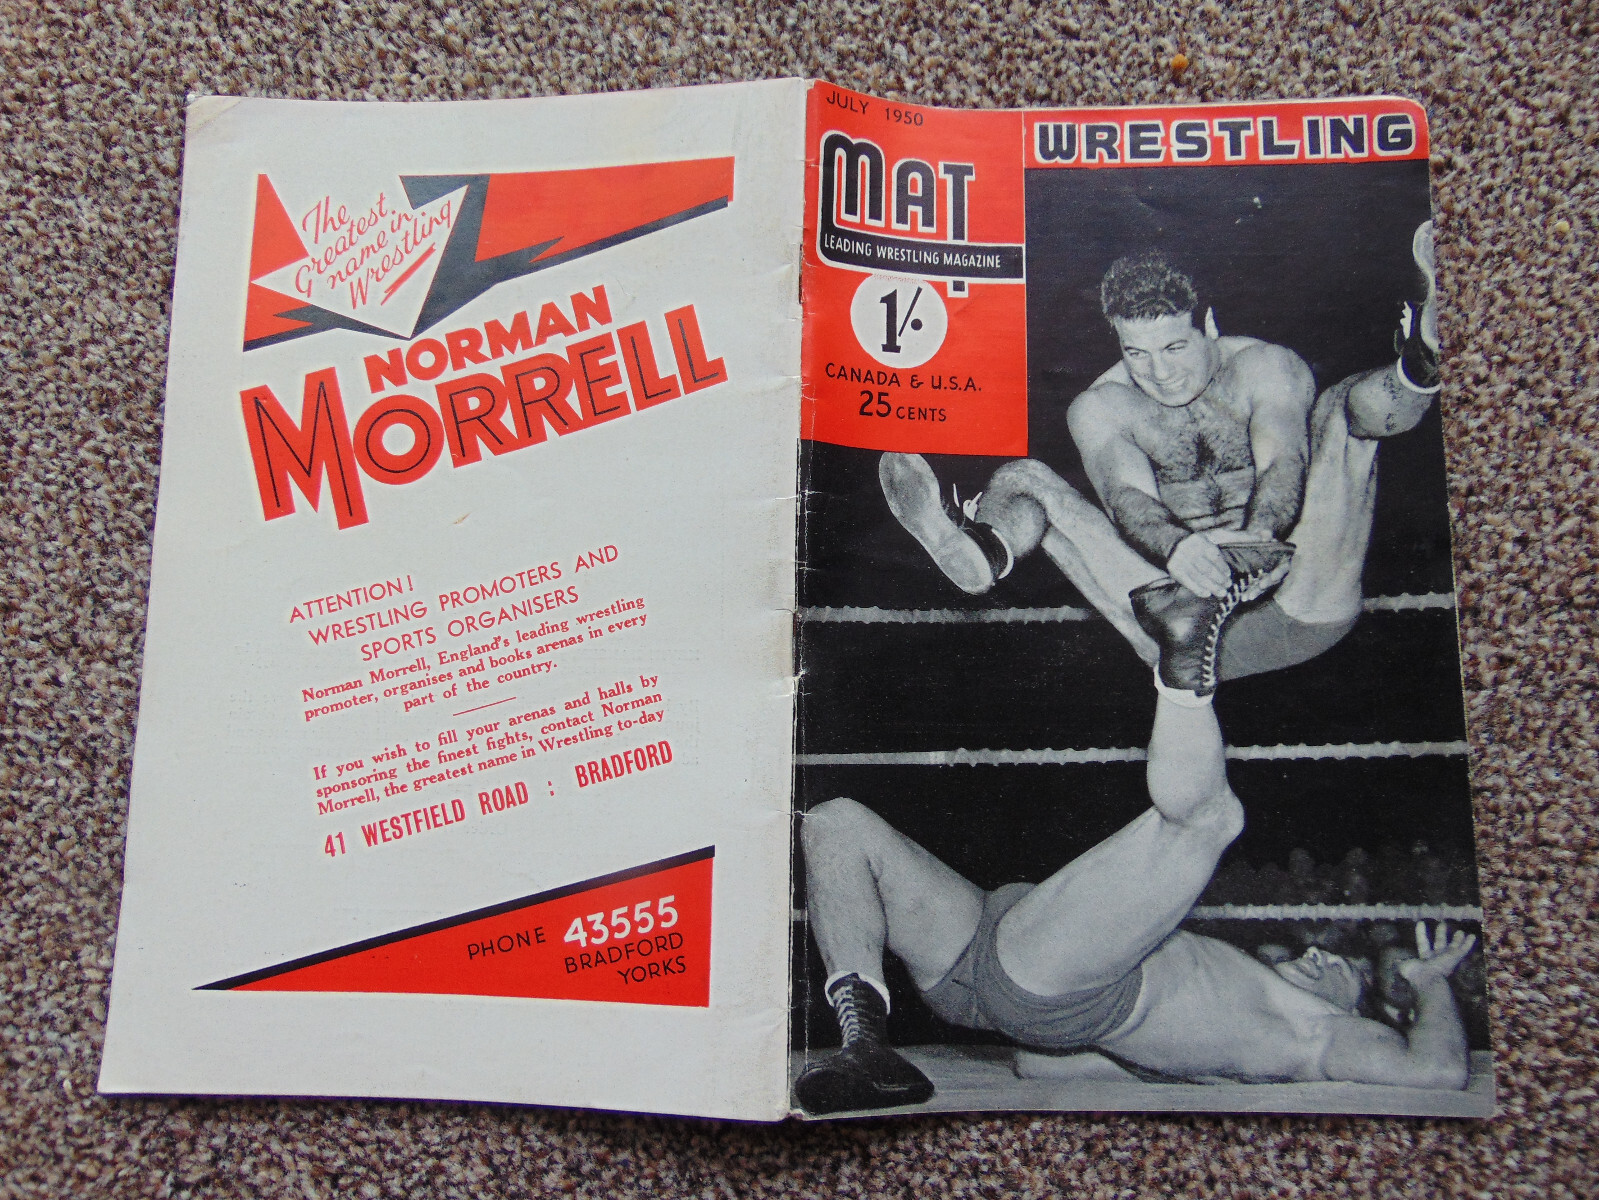 The
Greatest
name in
Wrestling
NORMAN
MORRELL
ATTENTION!
WRESTLING PROMOTERS AND
SPORTS ORGANISERS
Norman Morrell, England's leading wrestling
promoter, organises and books arenas in every
part of the country.
If you wish to fill your arenas and halls by
sponsoring the finest fights, contact Norman
Morrell, the greatest name in Wrestling to-day
41 WESTFIELD ROAD : BRADFORD
PHONE 43555
BRADFORD
YORKS
JULY 1950
MAT
WRESTLING
LEADING WRESTLING MAGAZINE
1/.
CANADA & U.S.A.
25 CENTS